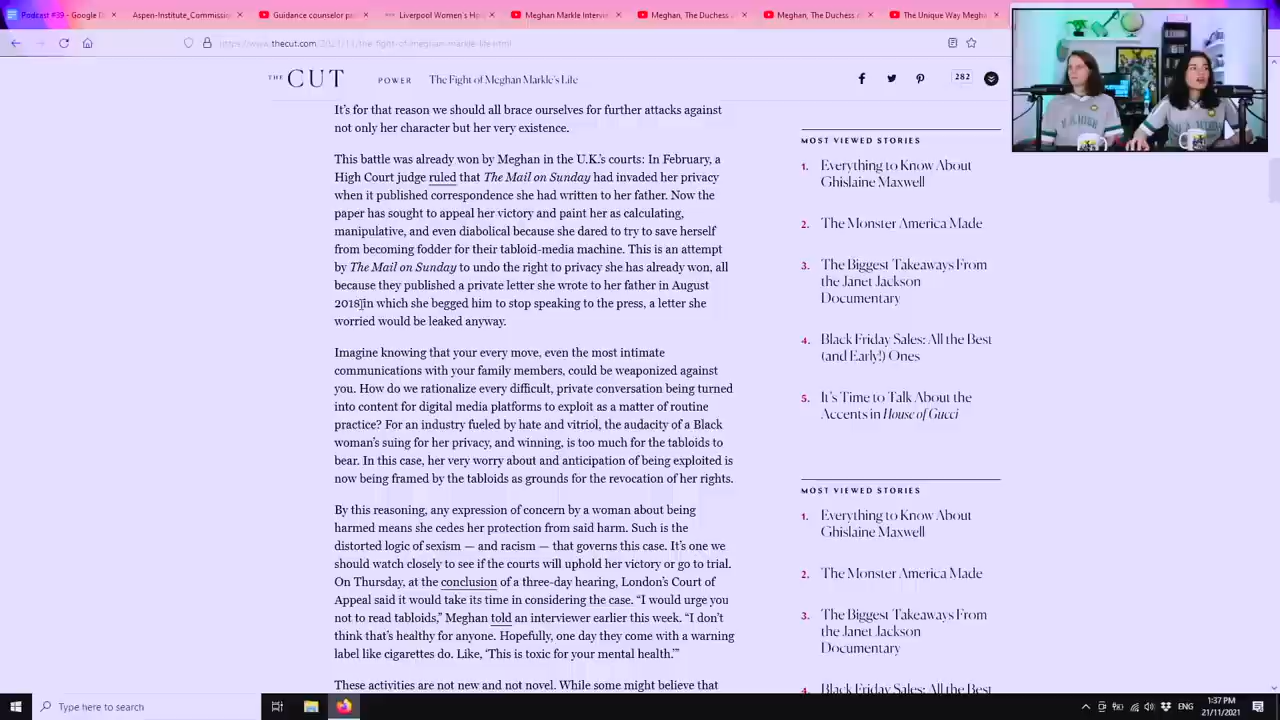 Podcast #39 -
Aspen-Institute_Commissio
Guidance counsello
Liverpool Women's
Meghan, The Duches
Meghan, The Duchess
The Unique Way Megh
https://www.thecut.com/2021/11/the-fight-of-meghan-markles-life.html
THE CUT
POWER
The Fight of Meghan Markle's Life
282
It's for that reason we should all brace ourselves for further attacks against
not only her character but her very existence.
This battle was already won by Meghan in the U.K.'s courts: In February, a
High Court judge ruled that The Mail on Sunday had invaded her privacy
when it published correspondence she had written to her father. Now the
paper has sought to appeal her victory and paint her as calculating,
manipulative, and even diabolical because she dared to try to save herself
from becoming fodder for their tabloid-media machine. This is an attempt
by The Mail on Sunday to undo the right to privacy she has already won, all
because they published a private letter she wrote to her father in August
2018 in which she begged him to stop speaking to the press, a letter she
worried would be leaked anyway.
Imagine knowing that your every move, even the most intimate
communications with your family members, could be weaponized against
you. How do we rationalize every difficult, private conversation being turned
into content for digital media platforms to exploit as a matter of routine
practice? For an industry fueled by hate and vitriol, the audacity of a Black
woman's suing for her privacy, and winning, is too much for the tabloids to
bear. In this case, her very worry about and anticipation of being exploited is
now being framed by the tabloids as grounds for the revocation of her rights.
By this reasoning, any expression of concern by a woman about being
harmed means she cedes her protection from said harm. Such is the
distorted logic of sexism — and racism — that governs this case. It's one we
should watch closely to see if the courts will uphold her victory or go to trial.
On Thursday, at the conclusion of a three-day hearing, London's Court of
Appeal said it would take its time in considering the case. “I would urge you
not to read tabloids,” Meghan told an interviewer earlier this week. “I don't
think that's healthy for anyone. Hopefully, one day they come with a warning
label like cigarettes do. Like, ‘This is toxic for your mental health.’”
These activities are not new and not novel. While some might believe that
MOST VIEWED STORIES
1. Everything to Know About
Ghislaine Maxwell
2. The Monster America Made
3. The Biggest Takeaways From
the Janet Jackson
Documentary
4. Black Friday Sales: All the Best
(and Early!) Ones
5. It's Time to Talk About the
Accents in House of Gucci
MOST VIEWED STORIES
1. Everything to Know About
Ghislaine Maxwell
2. The Monster America Made
3. The Biggest Takeaways From
the Janet Jackson
Documentary
4. Black Friday Sales: All the Best
Type here to search
ENG
1:37 PM
21/11/2021